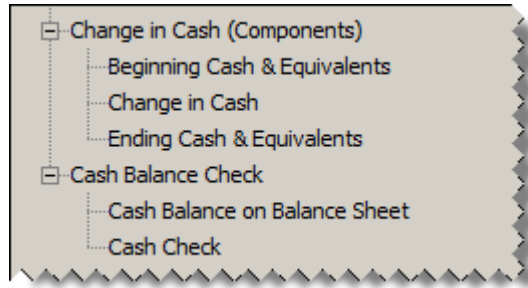 Change in Cash (Components)
Beginning Cash & Equivalents
Change in Cash
Ending Cash & Equivalents
Cash Balance Check
Cash Balance on Balance Sheet
Cash Check